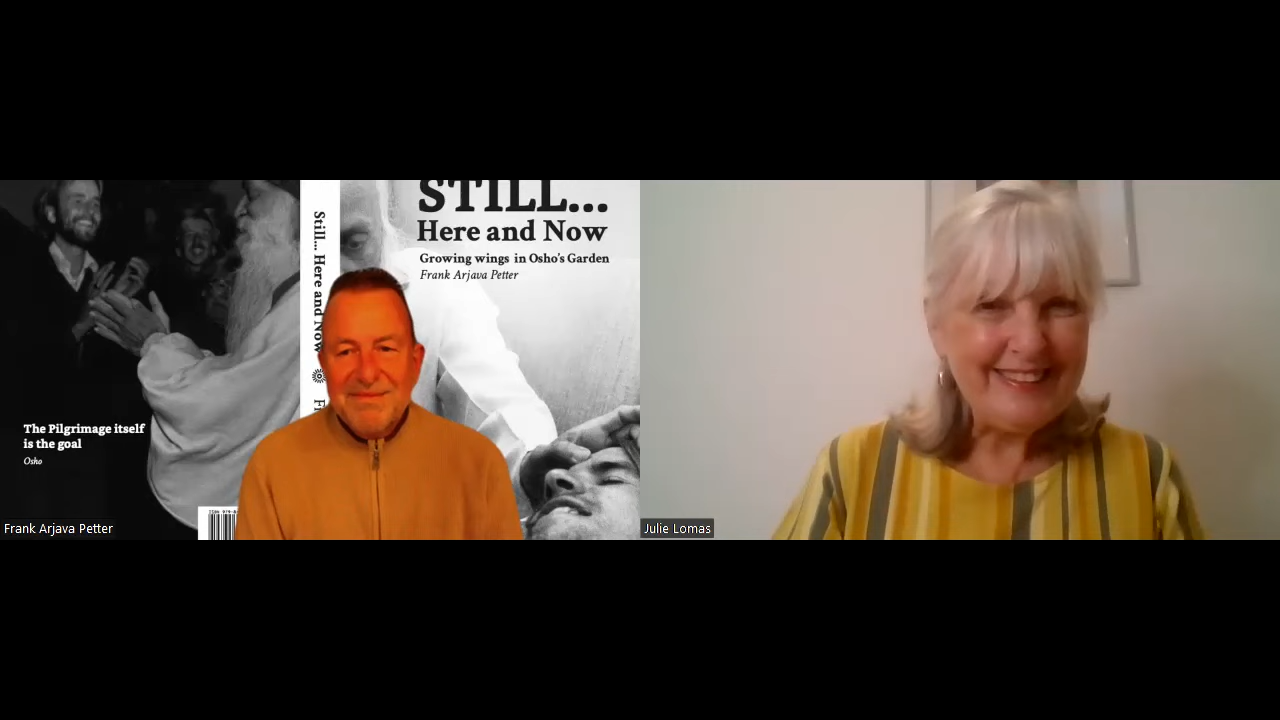 STILL...
Here and Now
Growing wings in Osho's Garden
Frank Arjava Petter
Still... Here and Now
The Pilgrimage itself
is the goal
Osho
Frank Arjava Petter
Julie Lomas